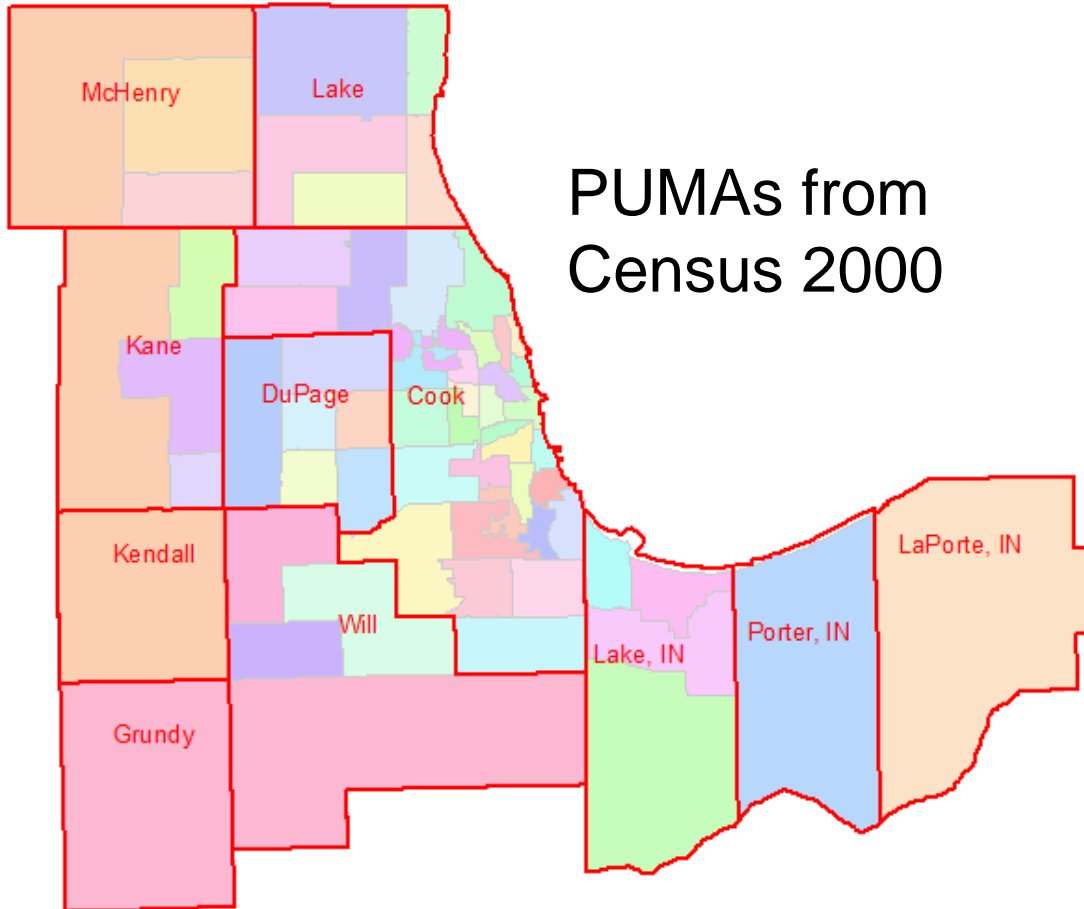 McHenry
Lake
PUMAs from
Census 2000
Kane
DuPage
Cook
Kendall
LaPorte, IN
Will
Porter, IN
Lake, IN
Grundy